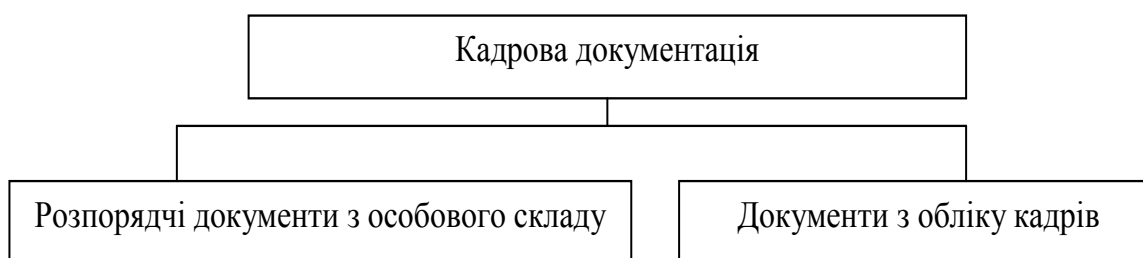 Кадрова документація
Розпорядчі документи з особового складу
Документи з обліку кадрів